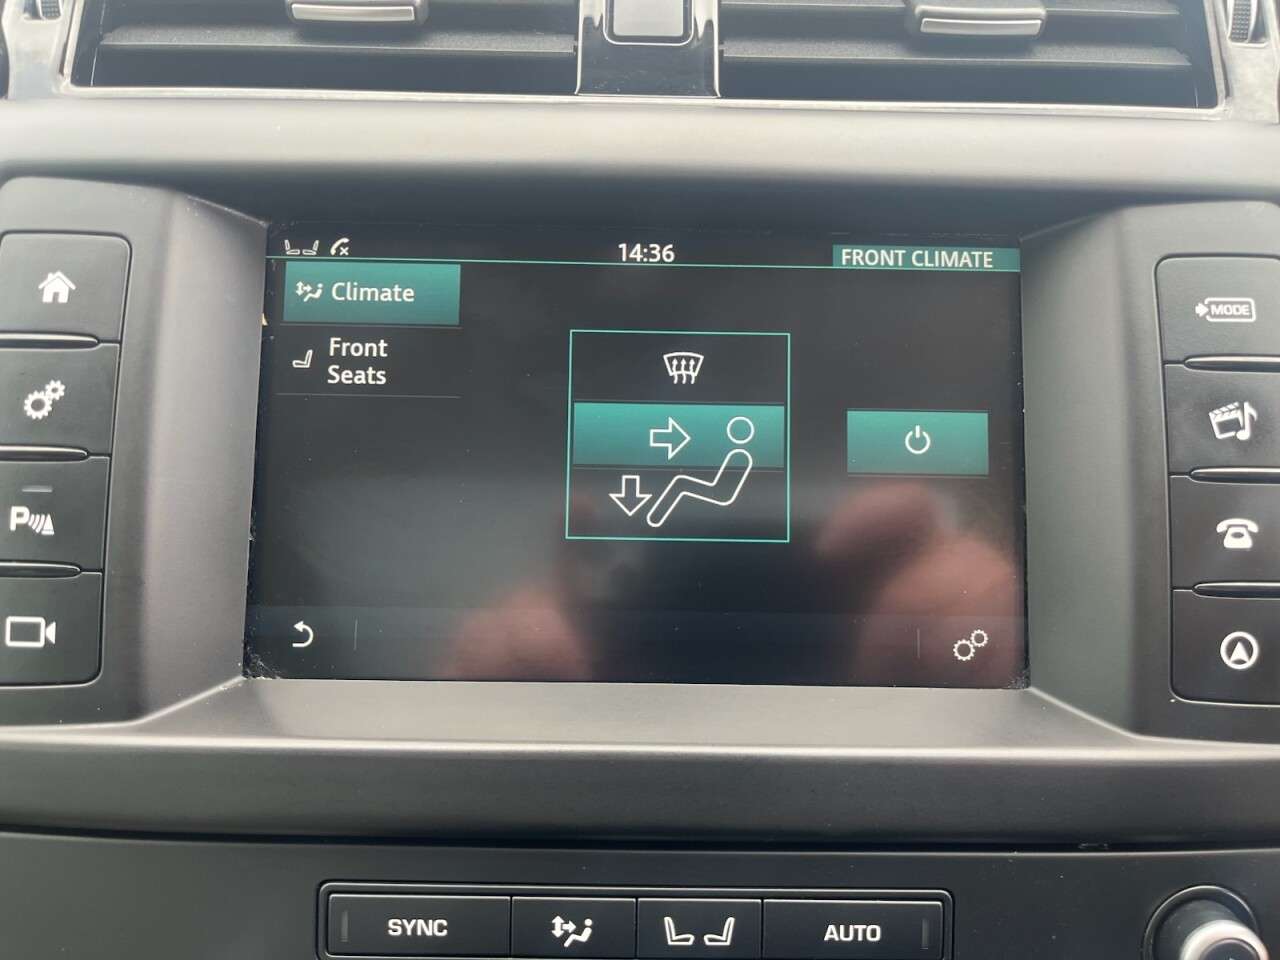 14:36
FRONT CLIMATE
Climate
Front
Seats
MODE
P
SYNC
AUTO